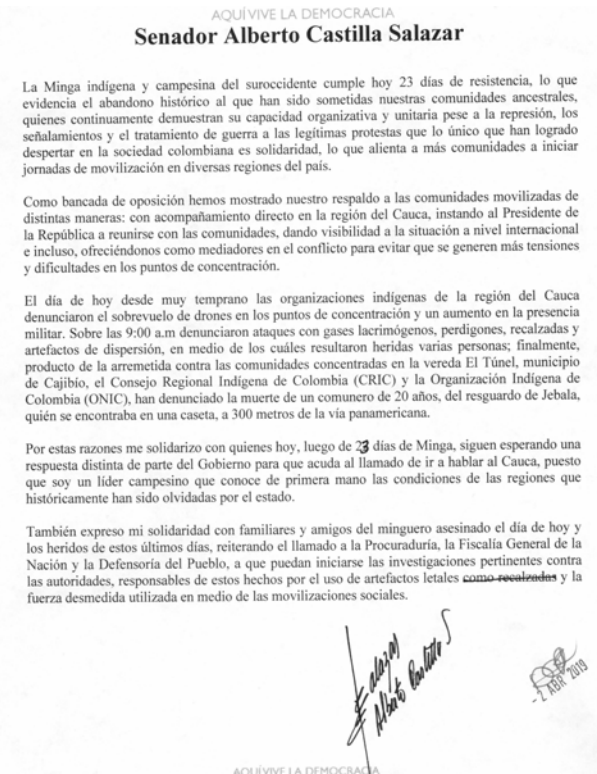 AQUÍ VIVE LA DEMOCRACIA
Senador Alberto Castilla Salazar
La Minga indígena y campesina del suroccidente cumple hoy 23 días de resistencia, lo que
evidencia el abandono histórico al que han sido sometidas nuestras comunidades ancestrales,
quienes continuamente demuestran su capacidad organizativa y unitaria pese a la represión, los
señalamientos y el tratamiento de guerra a las legítimas protestas que lo único que han logrado
despertar en la sociedad colombiana es solidaridad, lo que alienta a más comunidades a iniciar
jornadas de movilización en diversas regiones del país.
Como bancada de oposición hemos mostrado nuestro respaldo a las comunidades movilizadas de
distintas maneras: con acompañamiento directo en la región del Cauca, instando al Presidente de
la República a reunirse con las comunidades, dando visibilidad a la situación a nivel internacional
e incluso, ofreciéndonos como mediadores en el conflicto para evitar que se generen más tensiones
y dificultades en los puntos de concentración.
El día de hoy desde muy temprano las organizaciones indígenas de la región del Cauca
denunciaron el sobrevuelo de drones en los puntos de concentración y un aumento en la presencia
militar. Sobre las 9:00 a.m denunciaron ataques con gases lacrimógenos, perdigones, recalzadas y
artefactos de dispersión, en medio de los cuáles resultaron heridas varias personas; finalmente,
producto de la arremetida contra las comunidades concentradas en la vereda El Túnel, municipio
de Cajibío, el Consejo Regional Indígena de Colombia (CRIC) y la Organización Indígena de
Colombia (ONIC), han denunciado la muerte de un comunero de 20 años, del resguardo de Jebala,
quién se encontraba en una caseta, a 300 metros de la vía panamericana.
Por estas razones me solidarizo con quienes hoy, luego de 23 días de Minga, siguen esperando una
respuesta distinta de parte del Gobierno para que acuda al llamado de ir a hablar al Cauca, puesto
que soy un líder campesino que conoce de primera mano las condiciones de las regiones que
históricamente han sido olvidadas por el estado.
También expreso mi solidaridad con familiares y amigos del minguero asesinado el día de hoy y
los heridos de estos últimos días, reiterando el llamado a la Procuraduría, la Fiscalía General de la
Nación y la Defensoría del Pueblo, a que puedan iniciarse las investigaciones pertinentes contra
las autoridades, responsables de estos hechos por el uso de artefactos letales como recalzadas y la
fuerza desmedida utilizada en medio de las movilizaciones sociales.
Salazar
Alberto Castilla S
- 2 ABR 2019
AQUÍ VIVE LA DEMOCRACIA